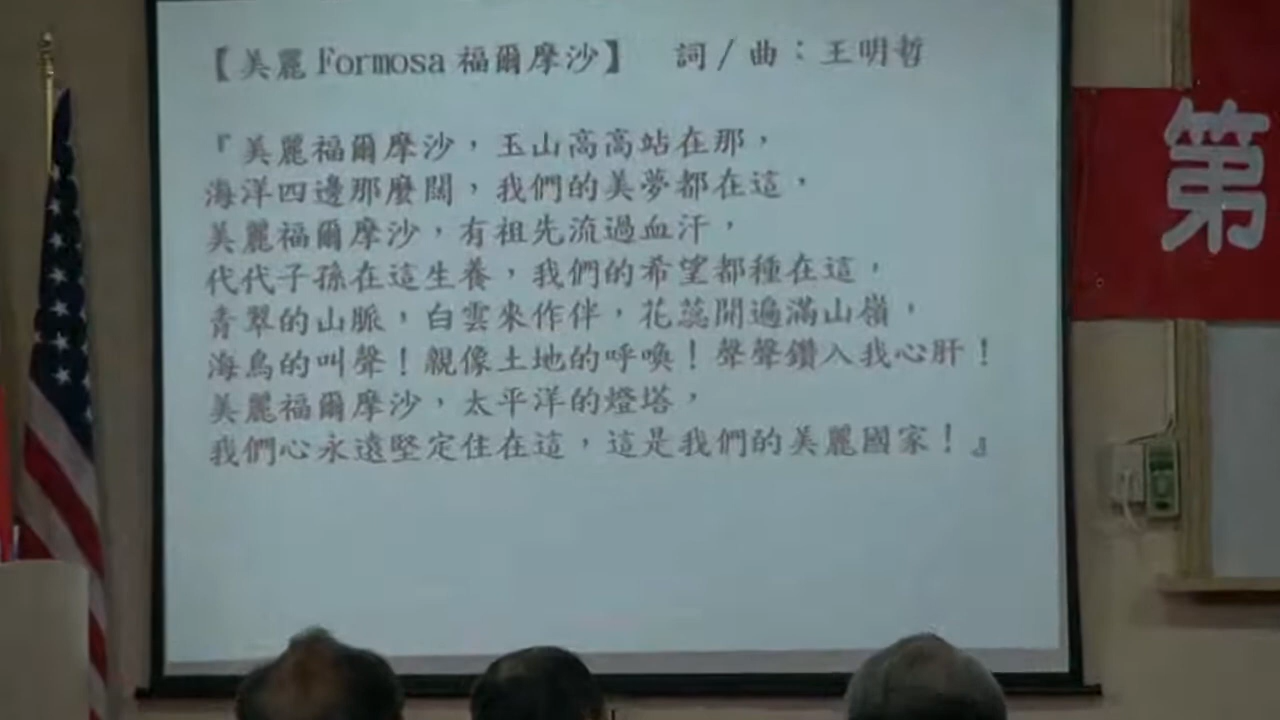 【美麗 Formosa 福爾摩沙】 詞/曲：王明哲
『美麗福爾摩沙，玉山高高站在那，
海洋四邊那麼闊，我們的美夢都在這，
美麗福爾摩沙，有祖先流過血汗，
代代子孫在這生養，我們的希望都種在這，
青翠的山脈，白雲來作伴，花蕊開遍滿山嶺，
海鳥的叫聲！親像土地的呼喚！聲聲鑽入我心肝！
美麗福爾摩沙，太平洋的燈塔，
我們心永遠堅定住在這，這是我們的美麗國家！』
第